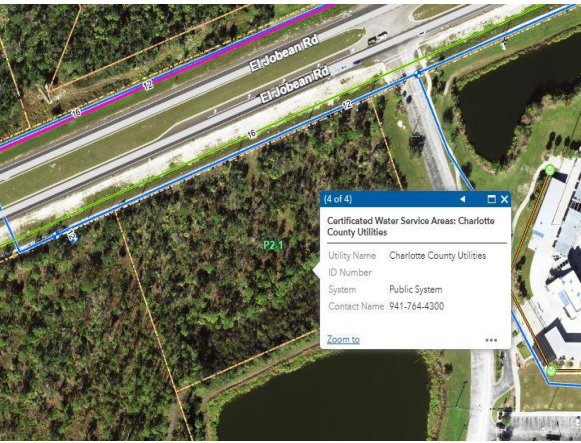 El Jobean Rd
El Jobean Rd
12
16
12
16
12
P2-1
(4 of 4)
Certificated Water Service Areas: Charlotte
County Utilities
Utility Name Charlotte County Utilities
ID Number
System Public System
Contact Name 941-764-4300
Zoom to